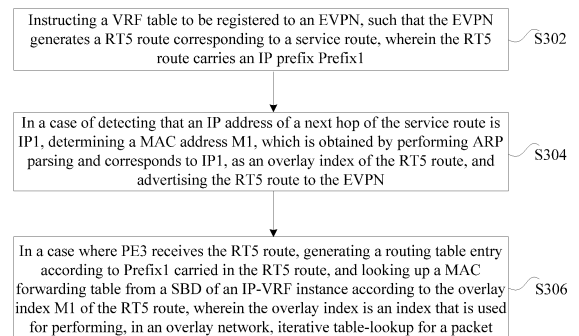 Instructing a VRF table to be registered to an EVPN, such that the EVPN
generates a RT5 route corresponding to a service route, wherein the RT5
route carries an IP prefix Prefix1
S302
In a case of detecting that an IP address of a next hop of the service route is
IP1, determining a MAC address M1, which is obtained by performing ARP
parsing and corresponds to IP1, as an overlay index of the RT5 route, and
advertising the RT5 route to the EVPN
S304
In a case where PE3 receives the RT5 route, generating a routing table entry
according to Prefix1 carried in the RT5 route, and looking up a MAC
forwarding table from a SBD of an IP-VRF instance according to the overlay
index M1 of the RT5 route, wherein the overlay index is an index that is used
for performing, in an overlay network, iterative table-lookup for a packet
S306